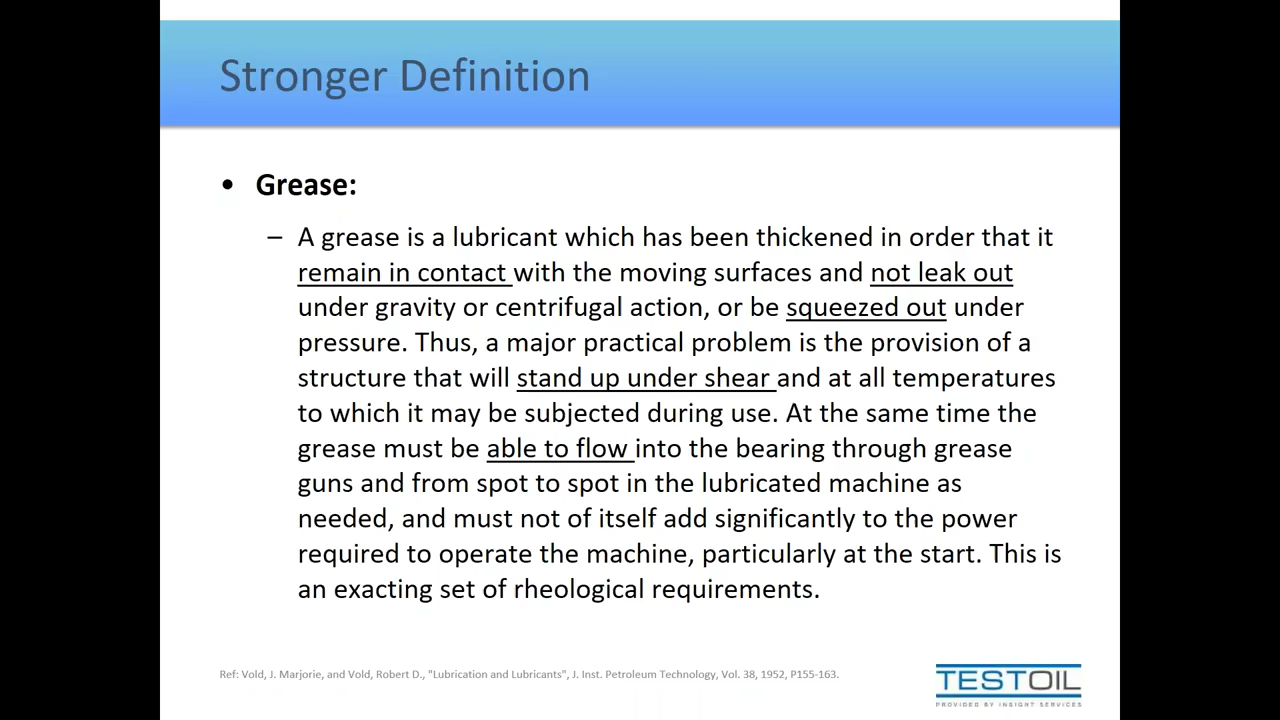 Stronger Definition
• Grease:
– A grease is a lubricant which has been thickened in order that it
remain in contact with the moving surfaces and not leak out
under gravity or centrifugal action, or be squeezed out under
pressure. Thus, a major practical problem is the provision of a
structure that will stand up under shear and at all temperatures
to which it may be subjected during use. At the same time the
grease must be able to flow into the bearing through grease
guns and from spot to spot in the lubricated machine as
needed, and must not of itself add significantly to the power
required to operate the machine, particularly at the start. This is
an exacting set of rheological requirements.
Ref: Vold, J. Marjorie, and Vold, Robert D., "Lubrication and Lubricants", J. Inst. Petroleum Technology, Vol. 38, 1952, P155-163.
TESTOIL
PROVIDED BY INSIGHT SERVICES